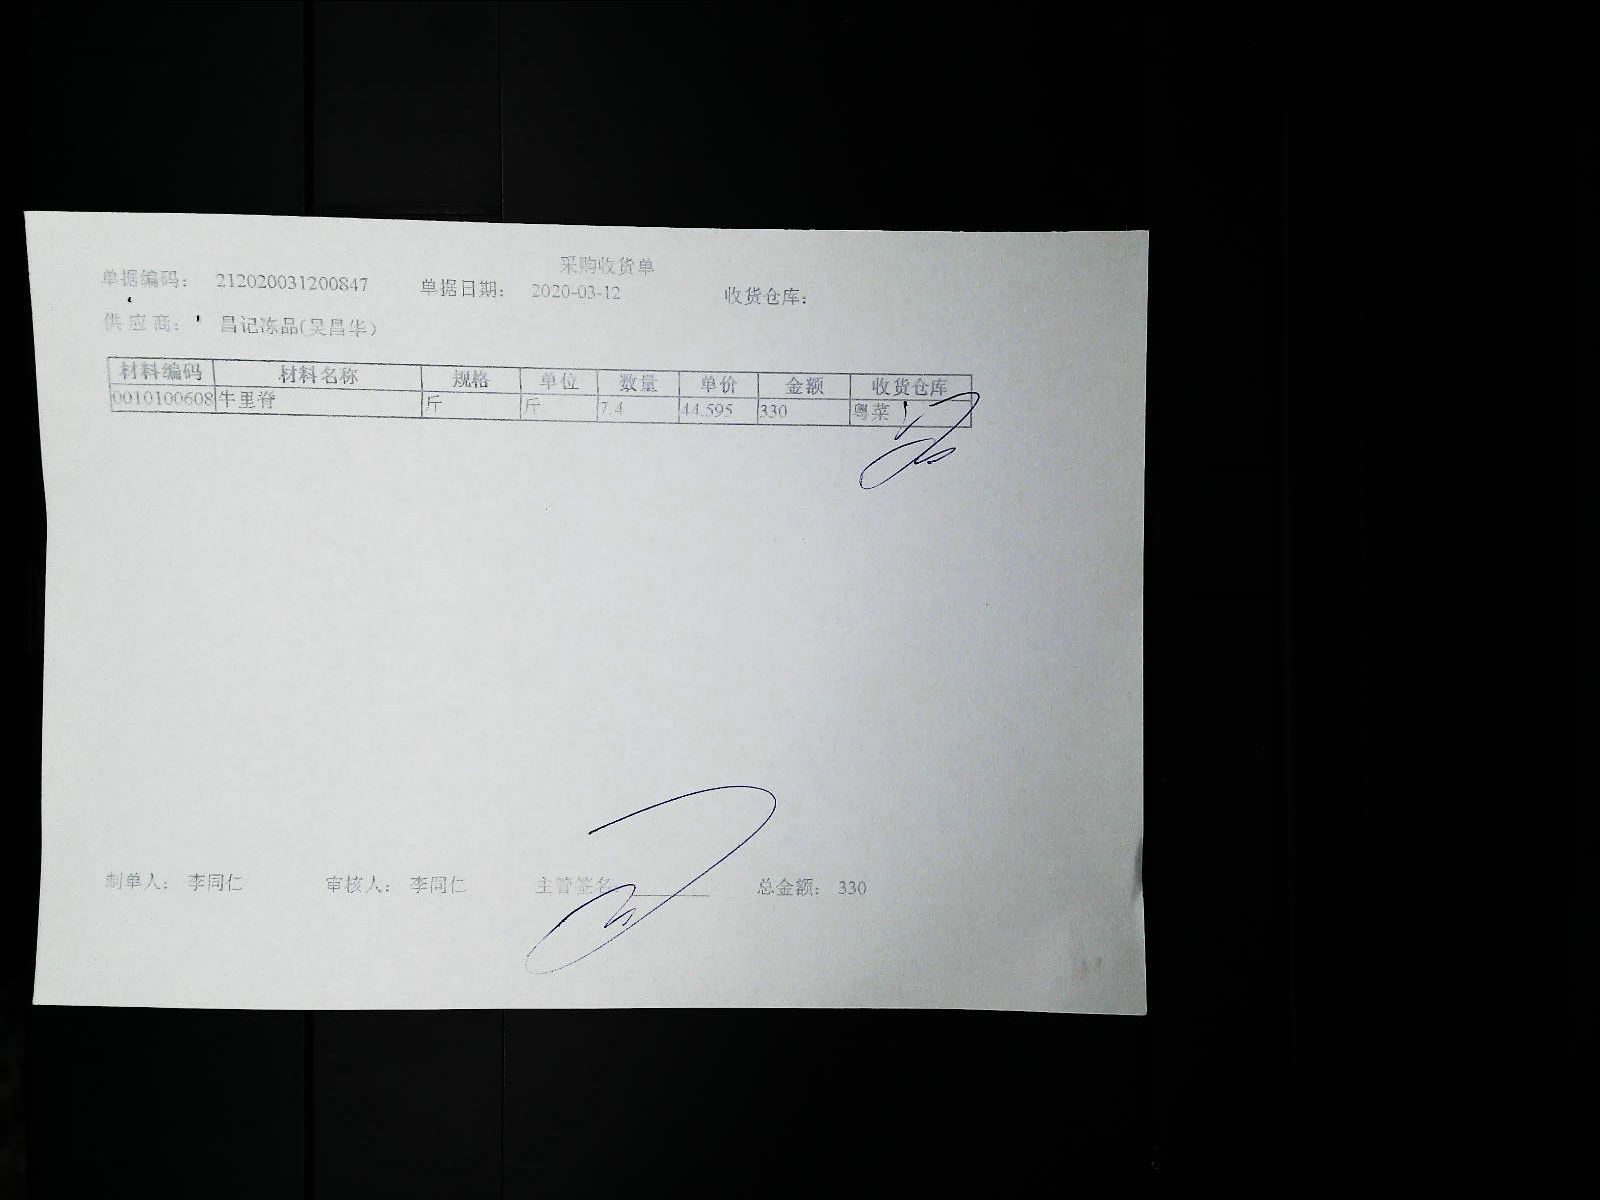 采购收货单
单据编码： 212020031200847 单据日期： 2020-03-12 收货仓库：
供应商： 昌记冻品(吴昌华)
材料编码 材料名称 规格 单位 数量 单价 金额 收货仓库
0010100608 牛里脊 斤 斤 7.4 44.595 330 粤菜
制单人： 李同仁 审核人： 李同仁 主管签名 总金额： 330